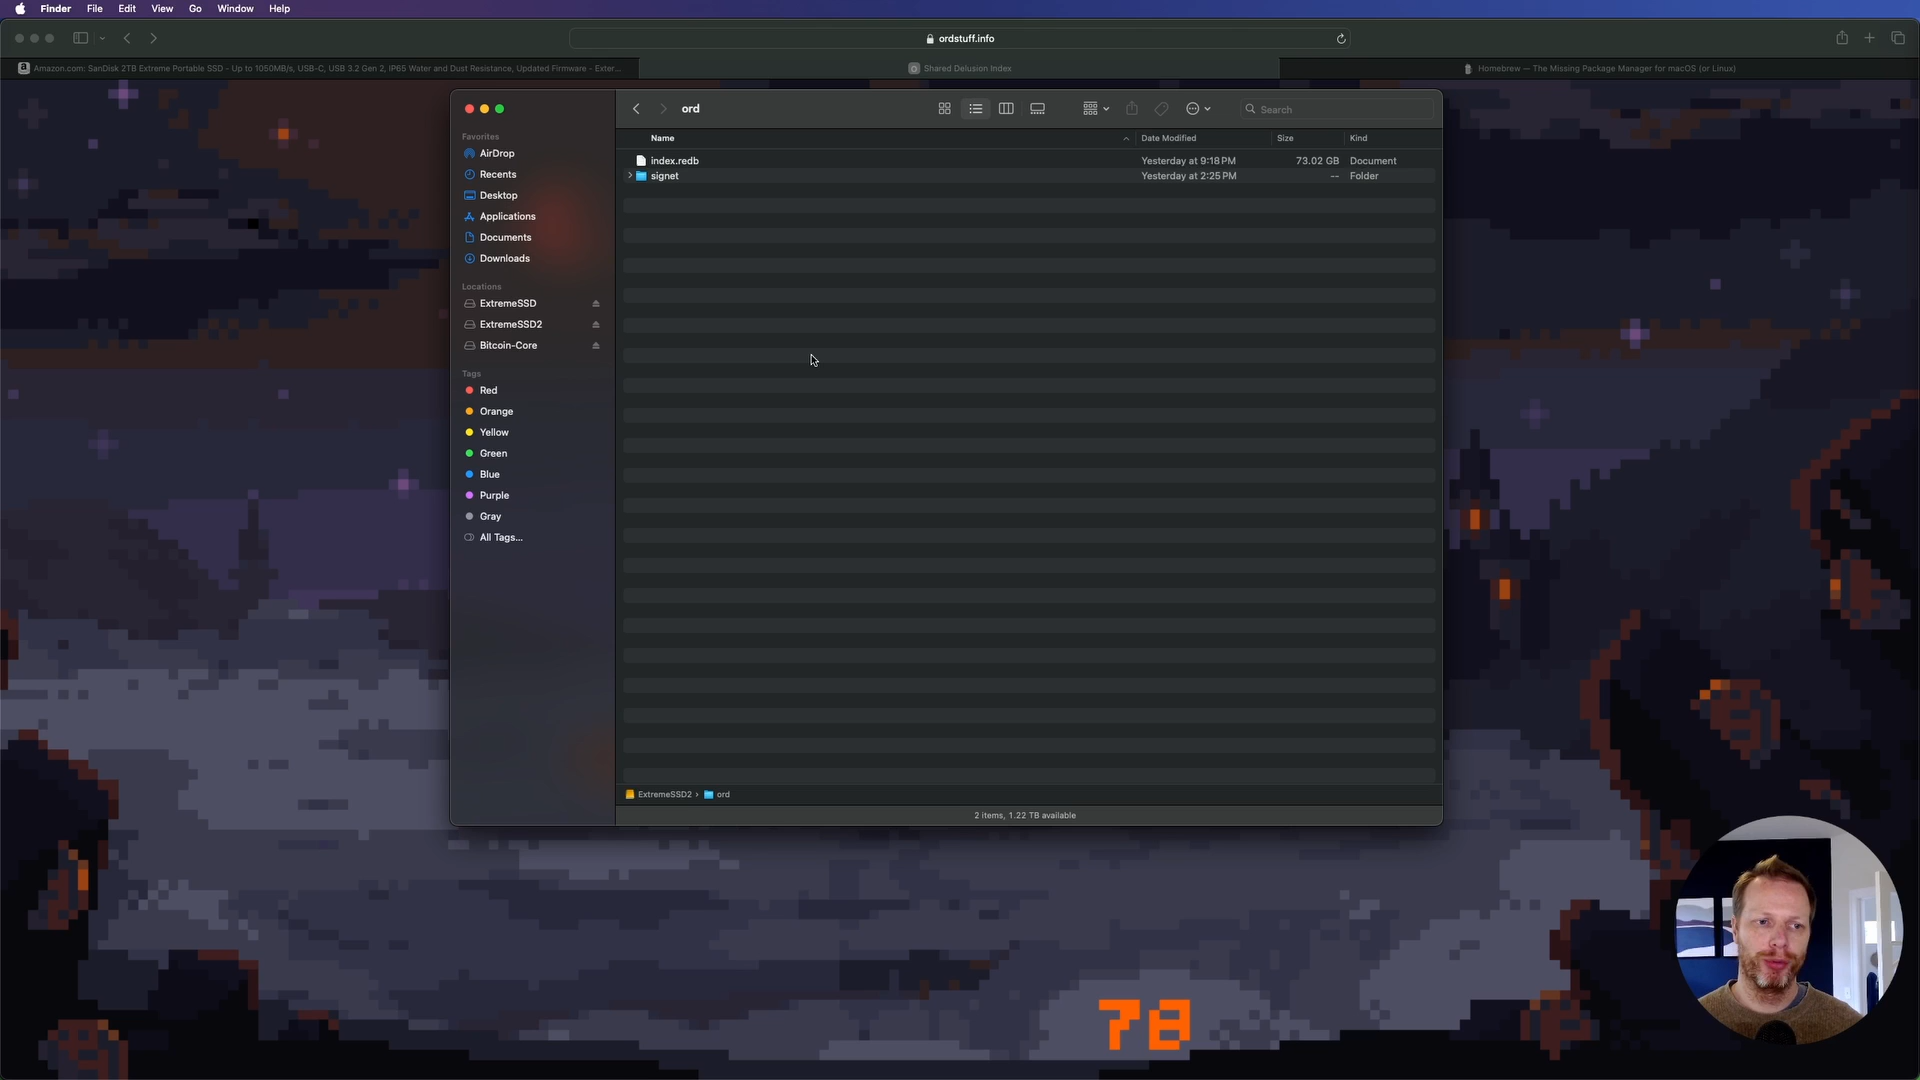 Finder File Edit View Go Window Help
ordstuff.info
Amazon.com: SanDisk 2TB Extreme Portable SSD - Up to 1050MB/s, USB-C, USB 3.2 Gen 2, IP65 Water and Dust Resistance, Updated Firmware - Exter...
Shared Delusion Index
Homebrew — The Missing Package Manager for macOS (or Linux)
ord
Search
Favorites
AirDrop
Recents
Desktop
Applications
Documents
Downloads
Locations
ExtremeSSD
ExtremeSSD2
Bitcoin-Core
Tags
Red
Orange
Yellow
Green
Blue
Purple
Gray
All Tags...
Name Date Modified Size Kind
index.redb Yesterday at 9:18 PM 73.02 GB Document
signet Yesterday at 2:25 PM -- Folder
ExtremeSSD2 › ord
2 items, 1.22 TB available
78